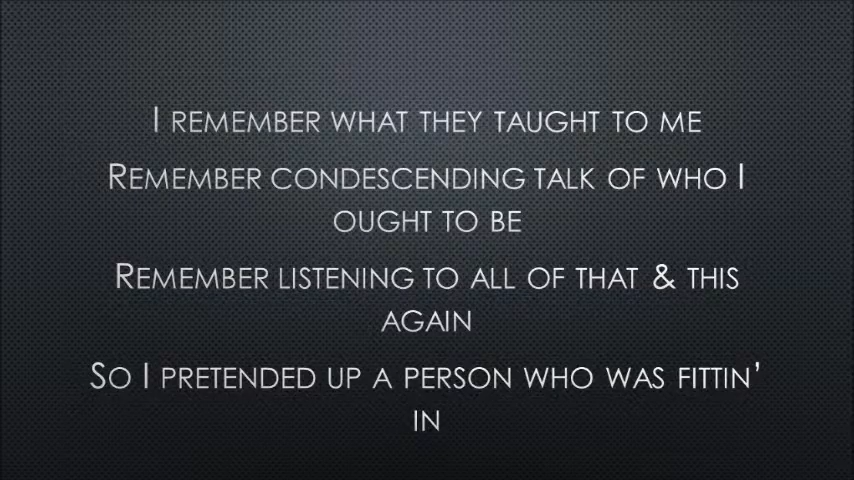 I REMEMBER WHAT THEY TAUGHT TO ME
REMEMBER CONDESCENDING TALK OF WHO I
OUGHT TO BE
REMEMBER LISTENING TO ALL OF THAT & THIS
AGAIN
SO I PRETENDED UP A PERSON WHO WAS FITTIN’
IN